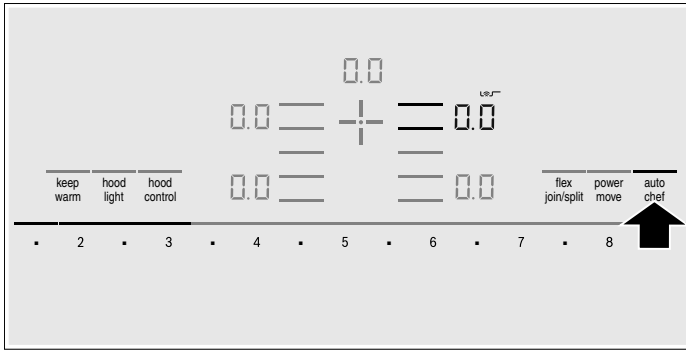 0.0
0.0 0.0
0.0 0.0
keep warm
hood light
hood control
flex join/split
power move
auto chef
· 2 · 3 · 4 · 5 · 6 · 7 · 8